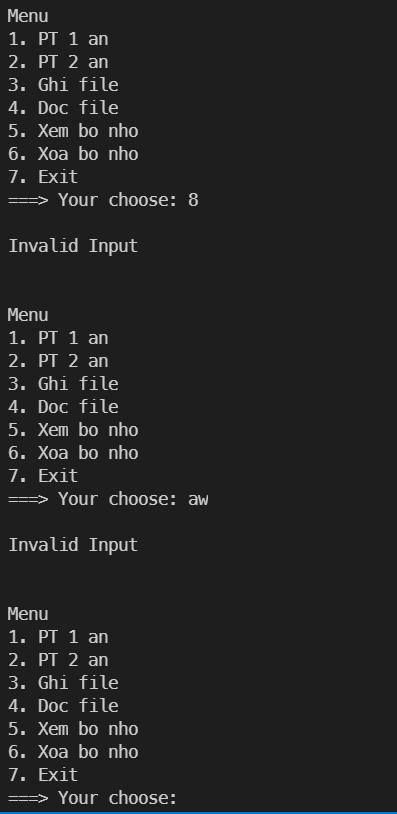 Menu
1. PT 1 an
2. PT 2 an
3. Ghi file
4. Doc file
5. Xem bo nho
6. Xoa bo nho
7. Exit
===> Your choose: 8
Invalid Input
Menu
1. PT 1 an
2. PT 2 an
3. Ghi file
4. Doc file
5. Xem bo nho
6. Xoa bo nho
7. Exit
===> Your choose: aw
Invalid Input
Menu
1. PT 1 an
2. PT 2 an
3. Ghi file
4. Doc file
5. Xem bo nho
6. Xoa bo nho
7. Exit
===> Your choose: